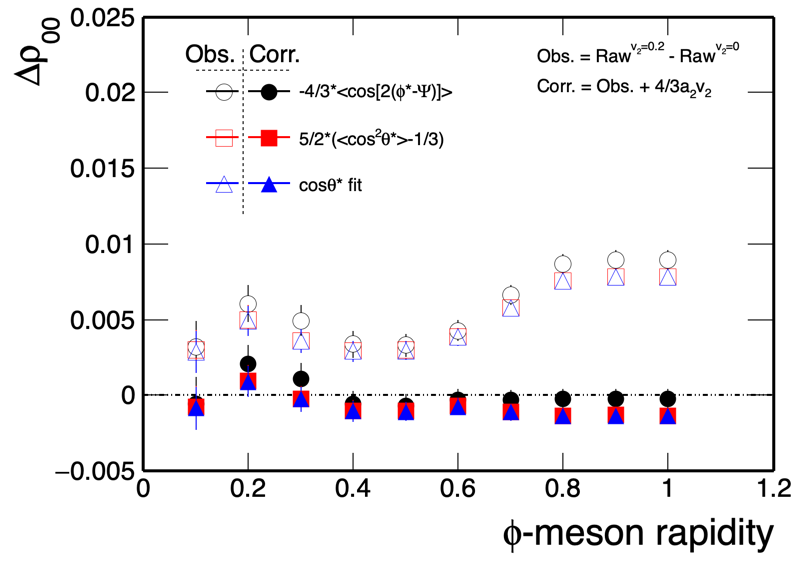 Δρ₀₀
0.025
0.02
0.015
0.01
0.005
0
−0.005
Obs. Corr.
-4/3*<cos[2(ϕ*-Ψ)]>
5/2*(<cos²θ*>-1/3)
cosθ* fit
Obs. = Raw^v₂=0.2 - Raw^v₂=0
Corr. = Obs. + 4/3a₂v₂
0 0.2 0.4 0.6 0.8 1 1.2
ϕ-meson rapidity